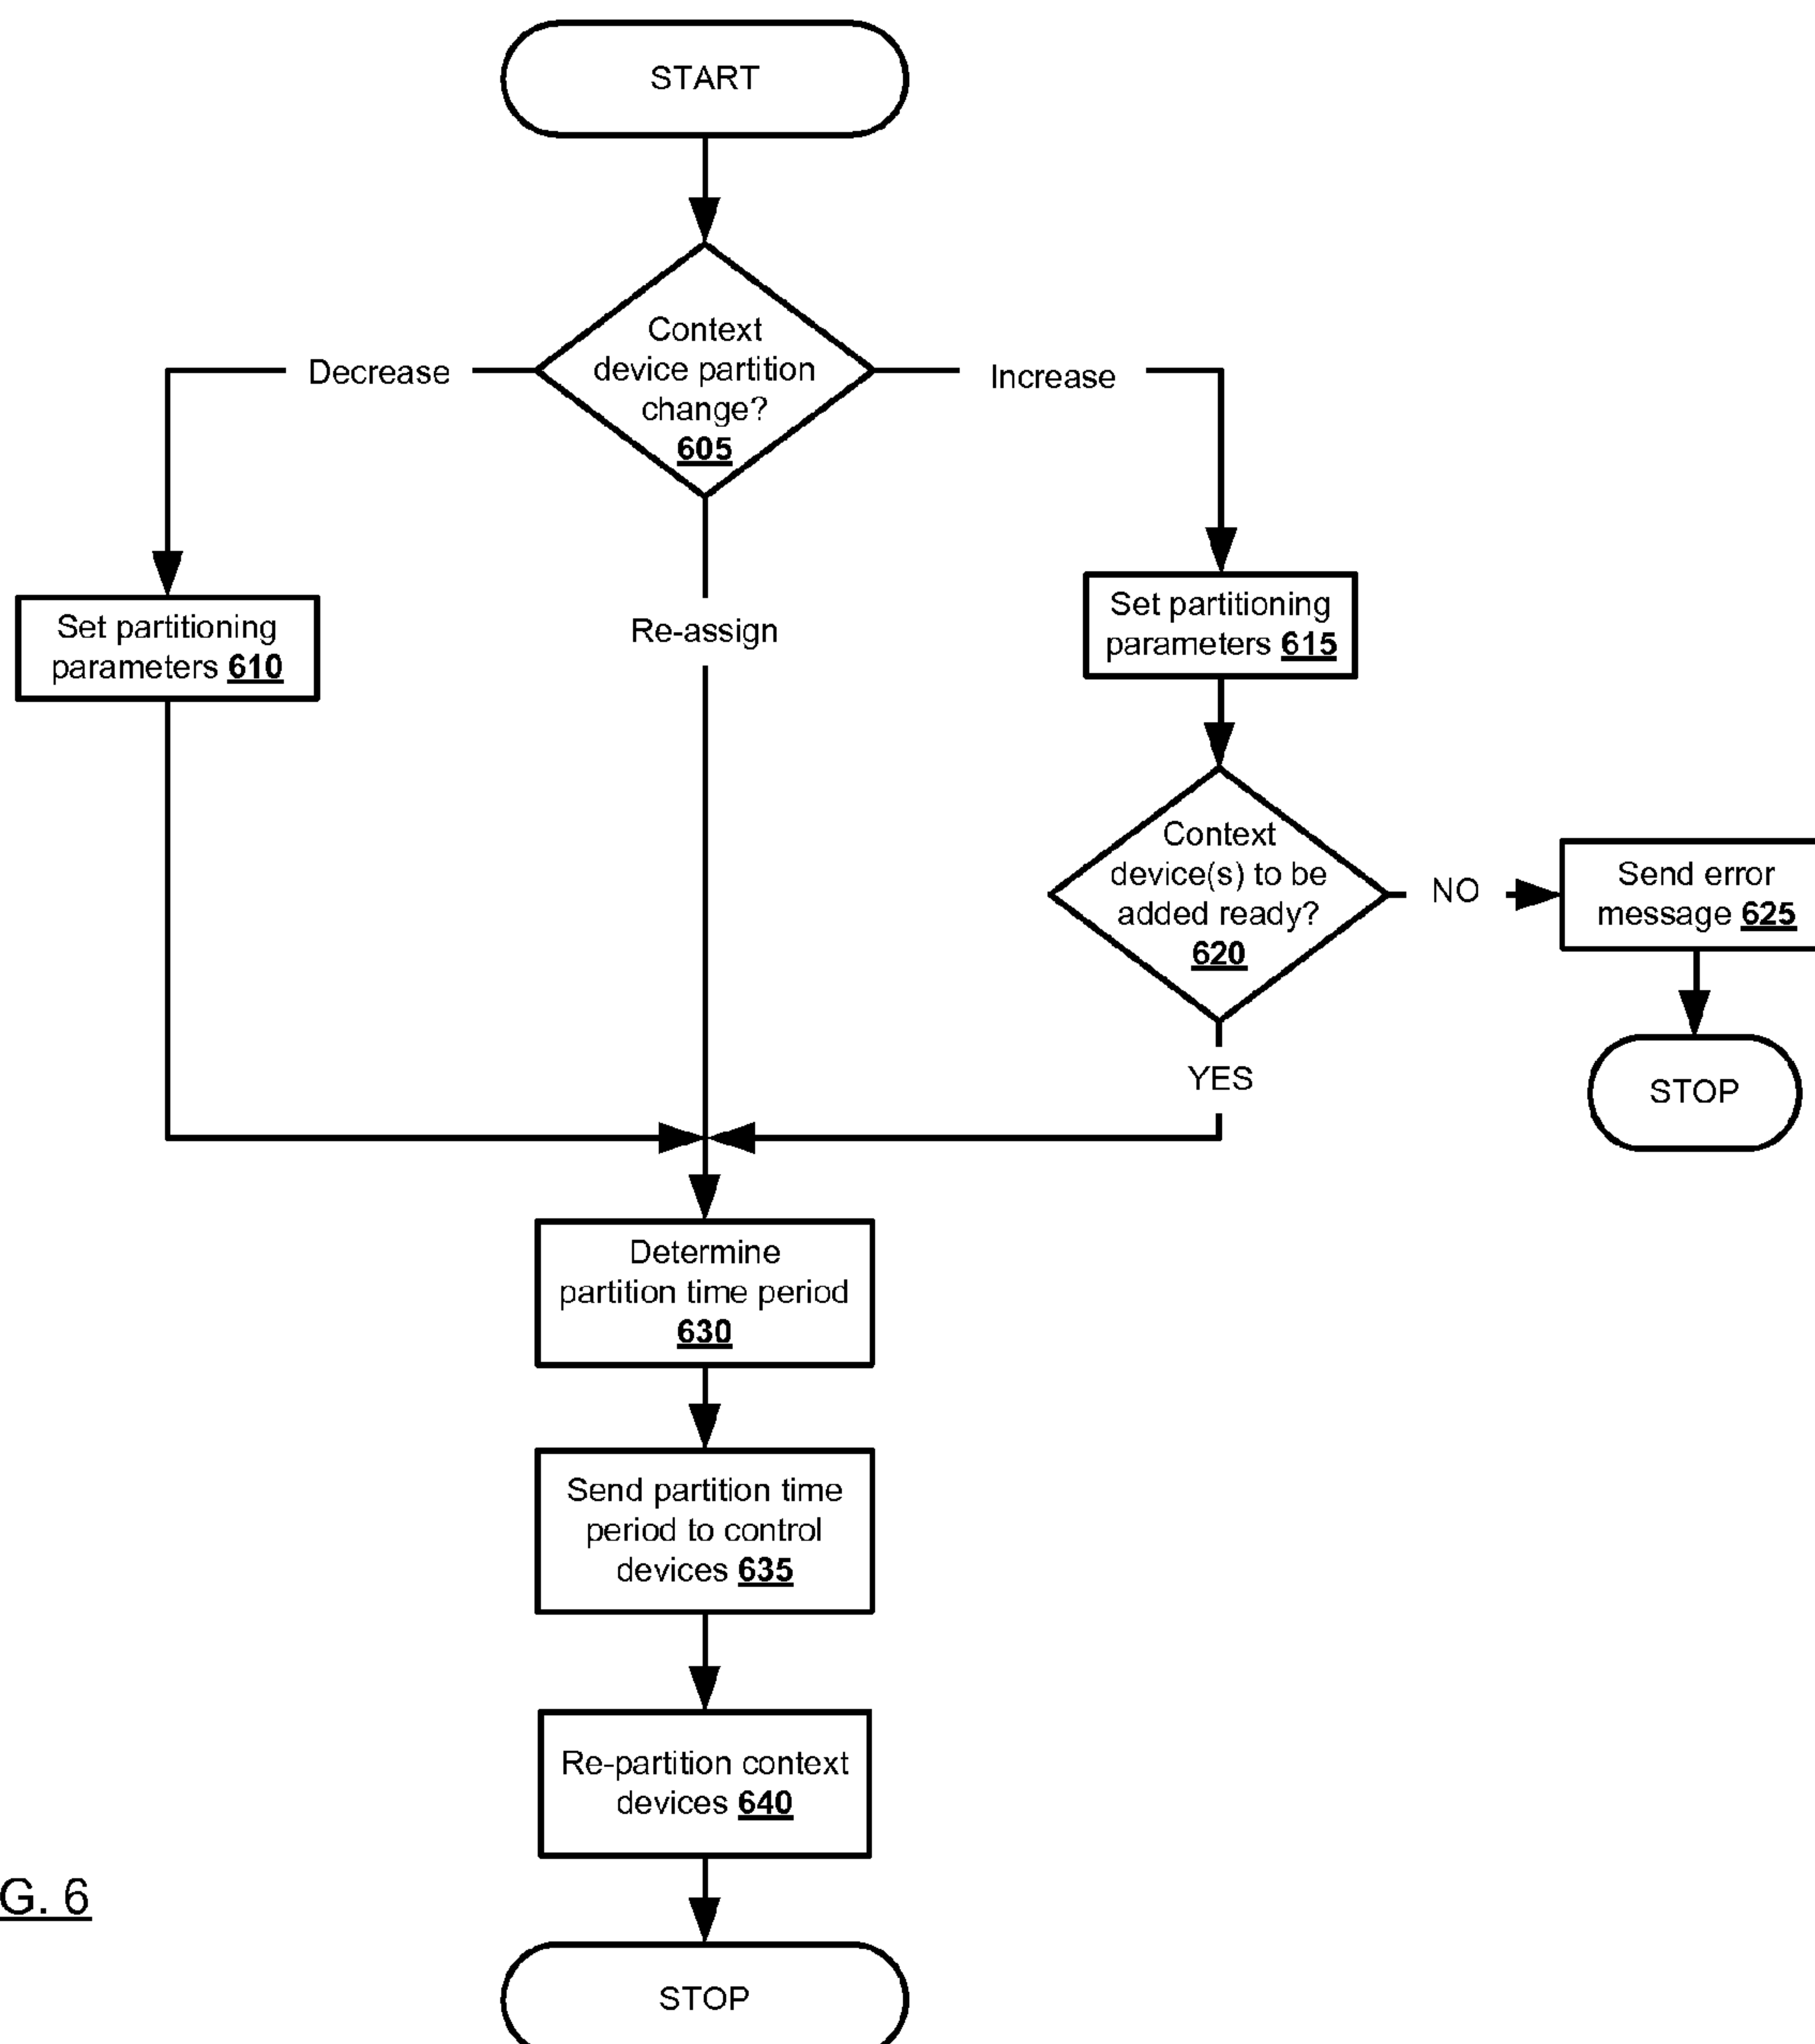 START
Context
device partition
change?
605
Decrease
Increase
Re-assign
Set partitioning
parameters 610
Set partitioning
parameters 615
Context
device(s) to be
added ready?
620
NO
Send error
message 625
YES
STOP
Determine
partition time period
630
Send partition time
period to control
devices 635
Re-partition context
devices 640
G. 6
STOP